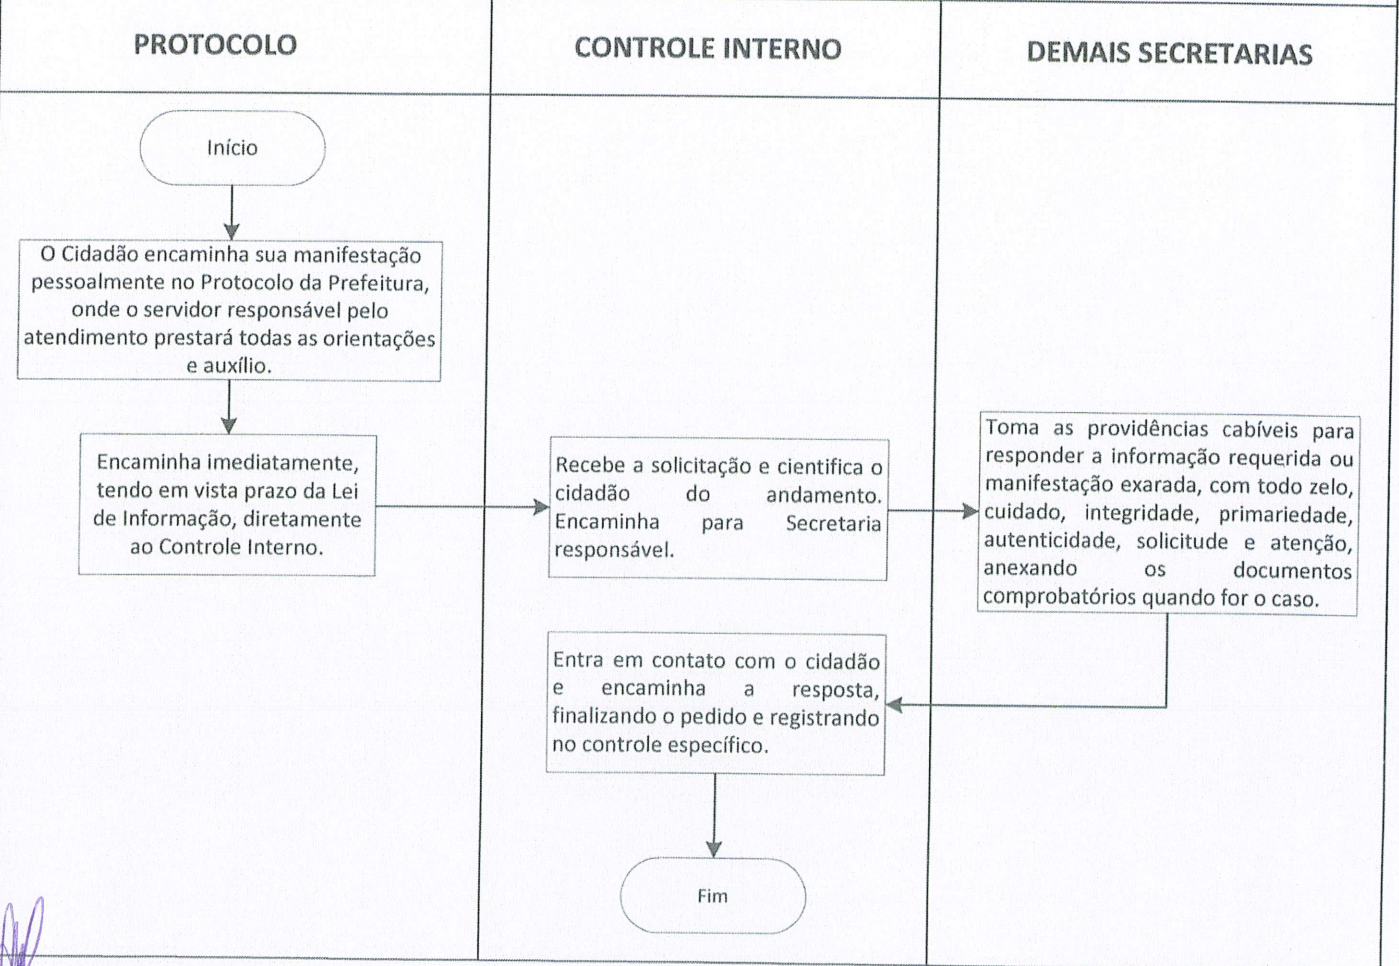 PROTOCOLO
CONTROLE INTERNO
DEMAIS SECRETARIAS
Início
O Cidadão encaminha sua manifestação
pessoalmente no Protocolo da Prefeitura,
onde o servidor responsável pelo
atendimento prestará todas as orientações
e auxílio.
Encaminha imediatamente,
tendo em vista prazo da Lei
de Informação, diretamente
ao Controle Interno.
Recebe a solicitação e cientifica o
cidadão do andamento.
Encaminha para Secretaria
responsável.
Toma as providências cabíveis para
responder a informação requerida ou
manifestação exarada, com todo zelo,
cuidado, integridade, primariedade,
autenticidade, solicitude e atenção,
anexando os documentos
comprobatórios quando for o caso.
Entra em contato com o cidadão
e encaminha a resposta,
finalizando o pedido e registrando
no controle específico.
Fim